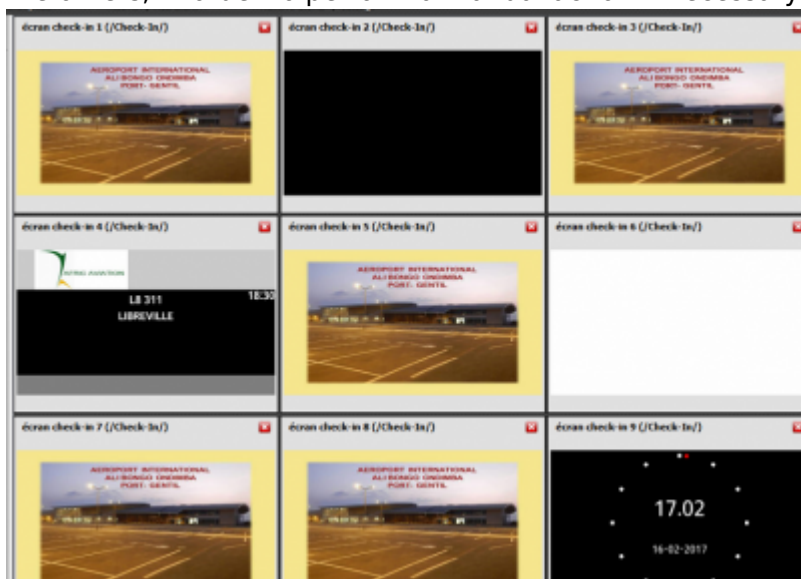 écran check-in 1 (/Check-In/)
écran check-in 2 (/Check-In/)
écran check-in 3 (/Check-In/)
AEROPORT INTERNATIONAL
ALI BONGO ONDIMBA
PORT- GENTIL
AEROPORT INTERNATIONAL
ALI BONGO ONDIMBA
PORT- GENTIL
écran check-in 4 (/Check-In/)
écran check-in 5 (/Check-In/)
écran check-in 6 (/Check-In/)
AFRIC AVIATION
18:30
L8 311
LIBREVILLE
AEROPORT INTERNATIONAL
ALI BONGO ONDIMBA
PORT- GENTIL
écran check-in 7 (/Check-In/)
écran check-in 8 (/Check-In/)
écran check-in 9 (/Check-In/)
AEROPORT INTERNATIONAL
ALI BONGO ONDIMBA
PORT- GENTIL
AEROPORT INTERNATIONAL
ALI BONGO ONDIMBA
PORT- GENTIL
17.02
16-02-2017